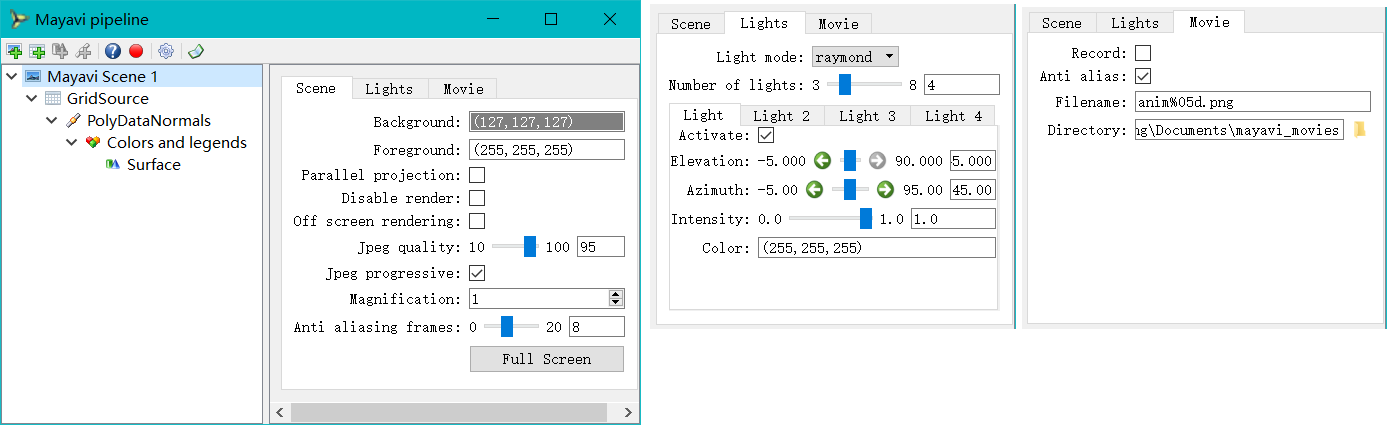 Mayavi pipeline
Mayavi Scene 1
GridSource
PolyDataNormals
Colors and legends
Surface
Scene Lights Movie
Background: (127,127,127)
Foreground: (255,255,255)
Parallel projection:
Disable render:
Off screen rendering:
Jpeg quality: 10 100 95
Jpeg progressive:
Magnification: 1
Anti aliasing frames: 0 20 8
Full Screen
Scene Lights Movie
Light mode: raymond
Number of lights: 3 8 4
Light Light 2 Light 3 Light 4
Activate:
Elevation: -5.000 90.000 5.000
Azimuth: -5.00 95.00 45.00
Intensity: 0.0 1.0 1.0
Color: (255,255,255)
Scene Lights Movie
Record:
Anti alias:
Filename: anim%05d.png
Directory: ng\Documents\mayavi_movies